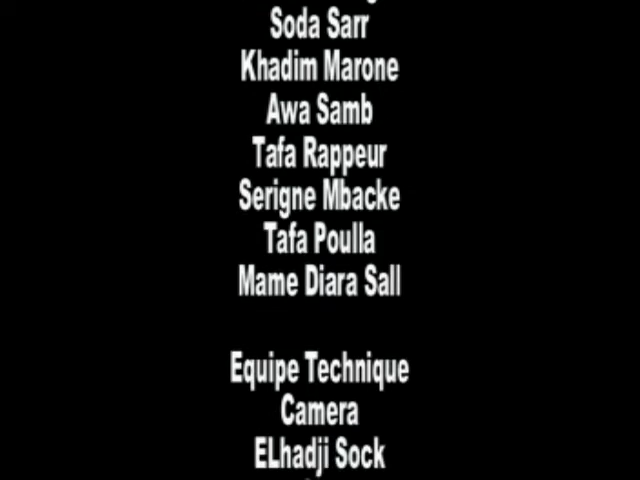 Soda Sarr
Khadim Marone
Awa Samb
Tafa Rappeur
Serigne Mbacke
Tafa Poulla
Mame Diara Sall
Equipe Technique
Camera
ELhadji Sock